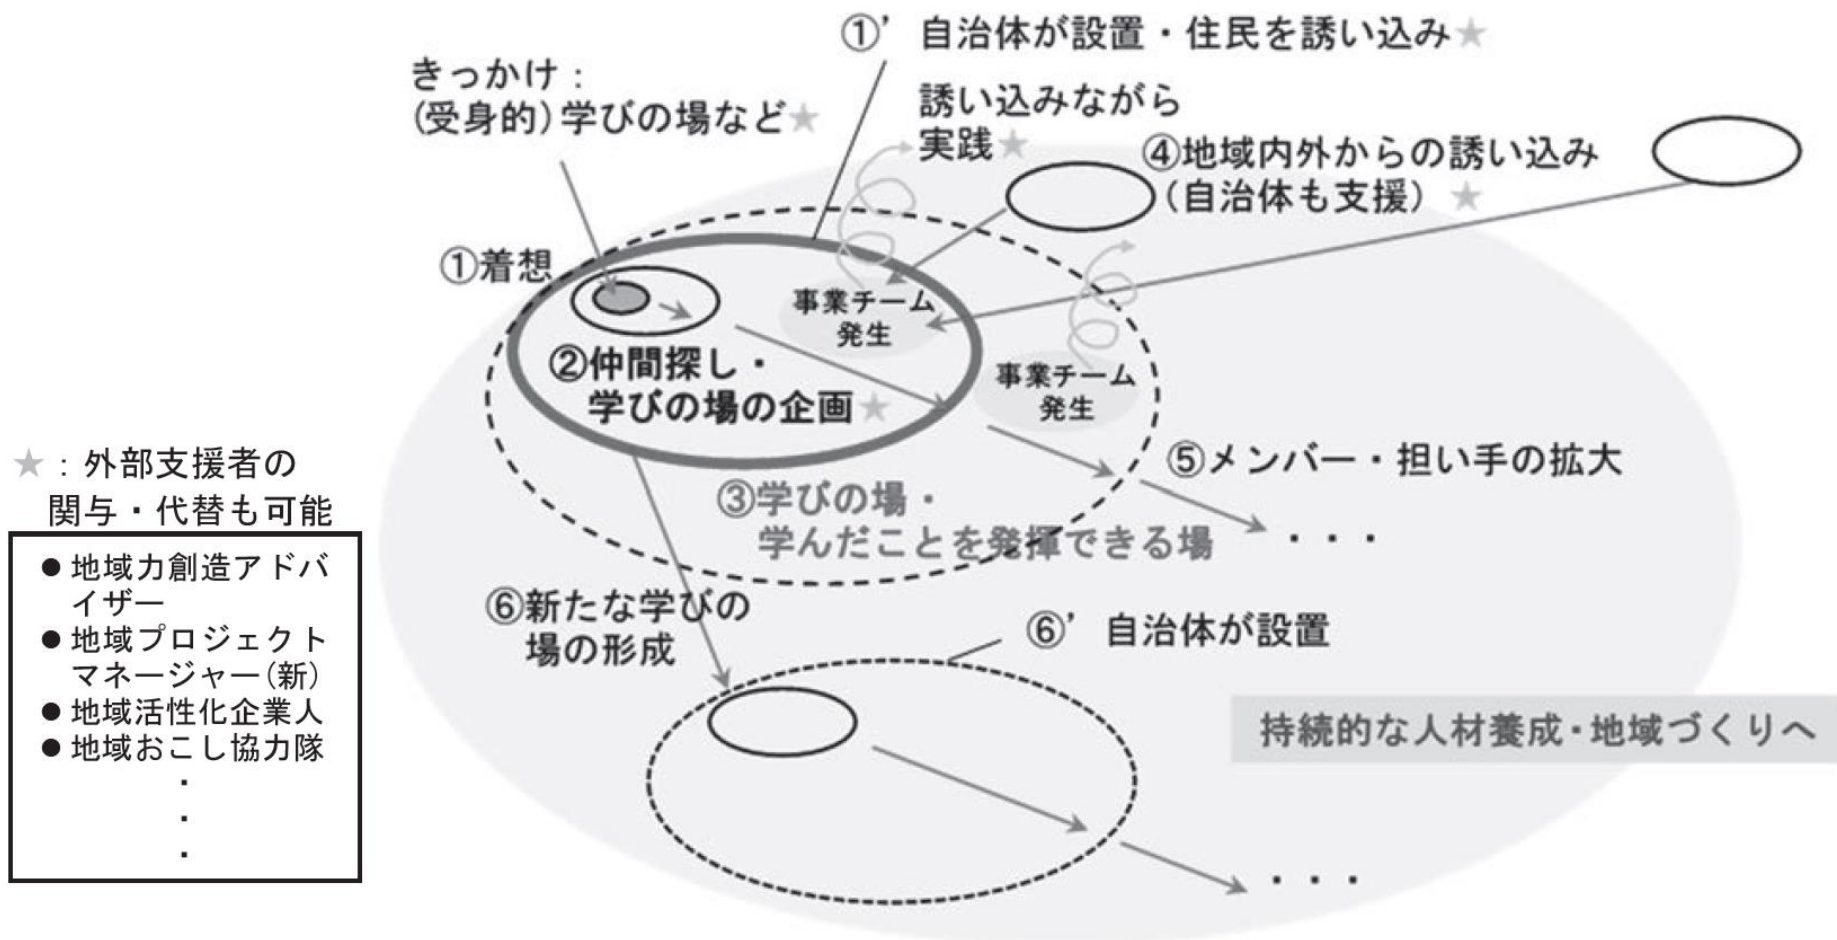 ①’自治体が設置・住民を誘い込み★
きっかけ：
(受身的)学びの場など★
誘い込みながら
実践★
④地域内外からの誘い込み
(自治体も支援) ★
①着想
事業チーム
発生
②仲間探し・
学びの場の企画★
事業チーム
発生
⑤メンバー・担い手の拡大
・・・
③学びの場・
学んだことを発揮できる場
⑥新たな学びの
場の形成
⑥’自治体が設置
持続的な人材養成・地域づくりへ
・・・
★：外部支援者の
関与・代替も可能
●地域力創造アドバ
イザー
●地域プロジェクト
マネージャー(新)
●地域活性化企業人
●地域おこし協力隊
・
・
・